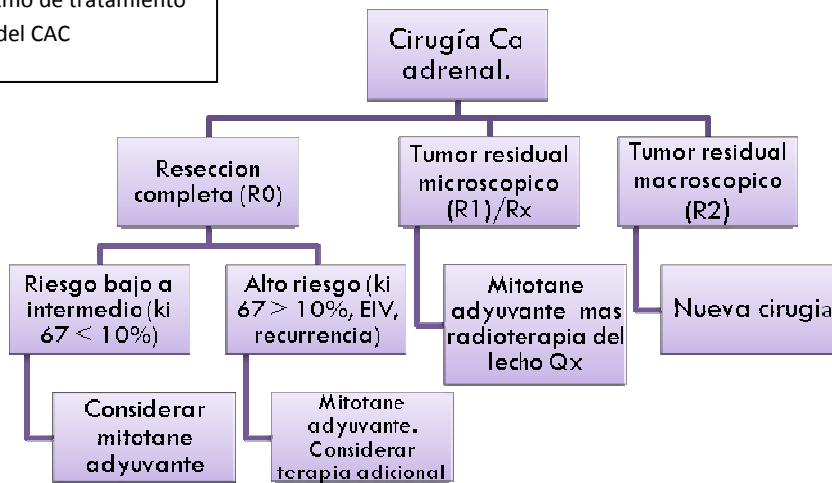 de tratamiento
del CAC
Cirugía Ca
adrenal.
Reseccion
completa (R0)
Tumor residual
microscopico
(R1)/Rx
Tumor residual
macroscopico
(R2)
Riesgo bajo a
intermedio (ki
67 < 10%)
Alto riesgo (ki
67 > 10%, EIV,
recurrencia)
Mitotane
adyuvante mas
radioterapia del
lecho Qx
Nueva cirugia
Considerar
mitotane
adyuvante
Mitotane
adyuvante.
Considerar
terapia adicional